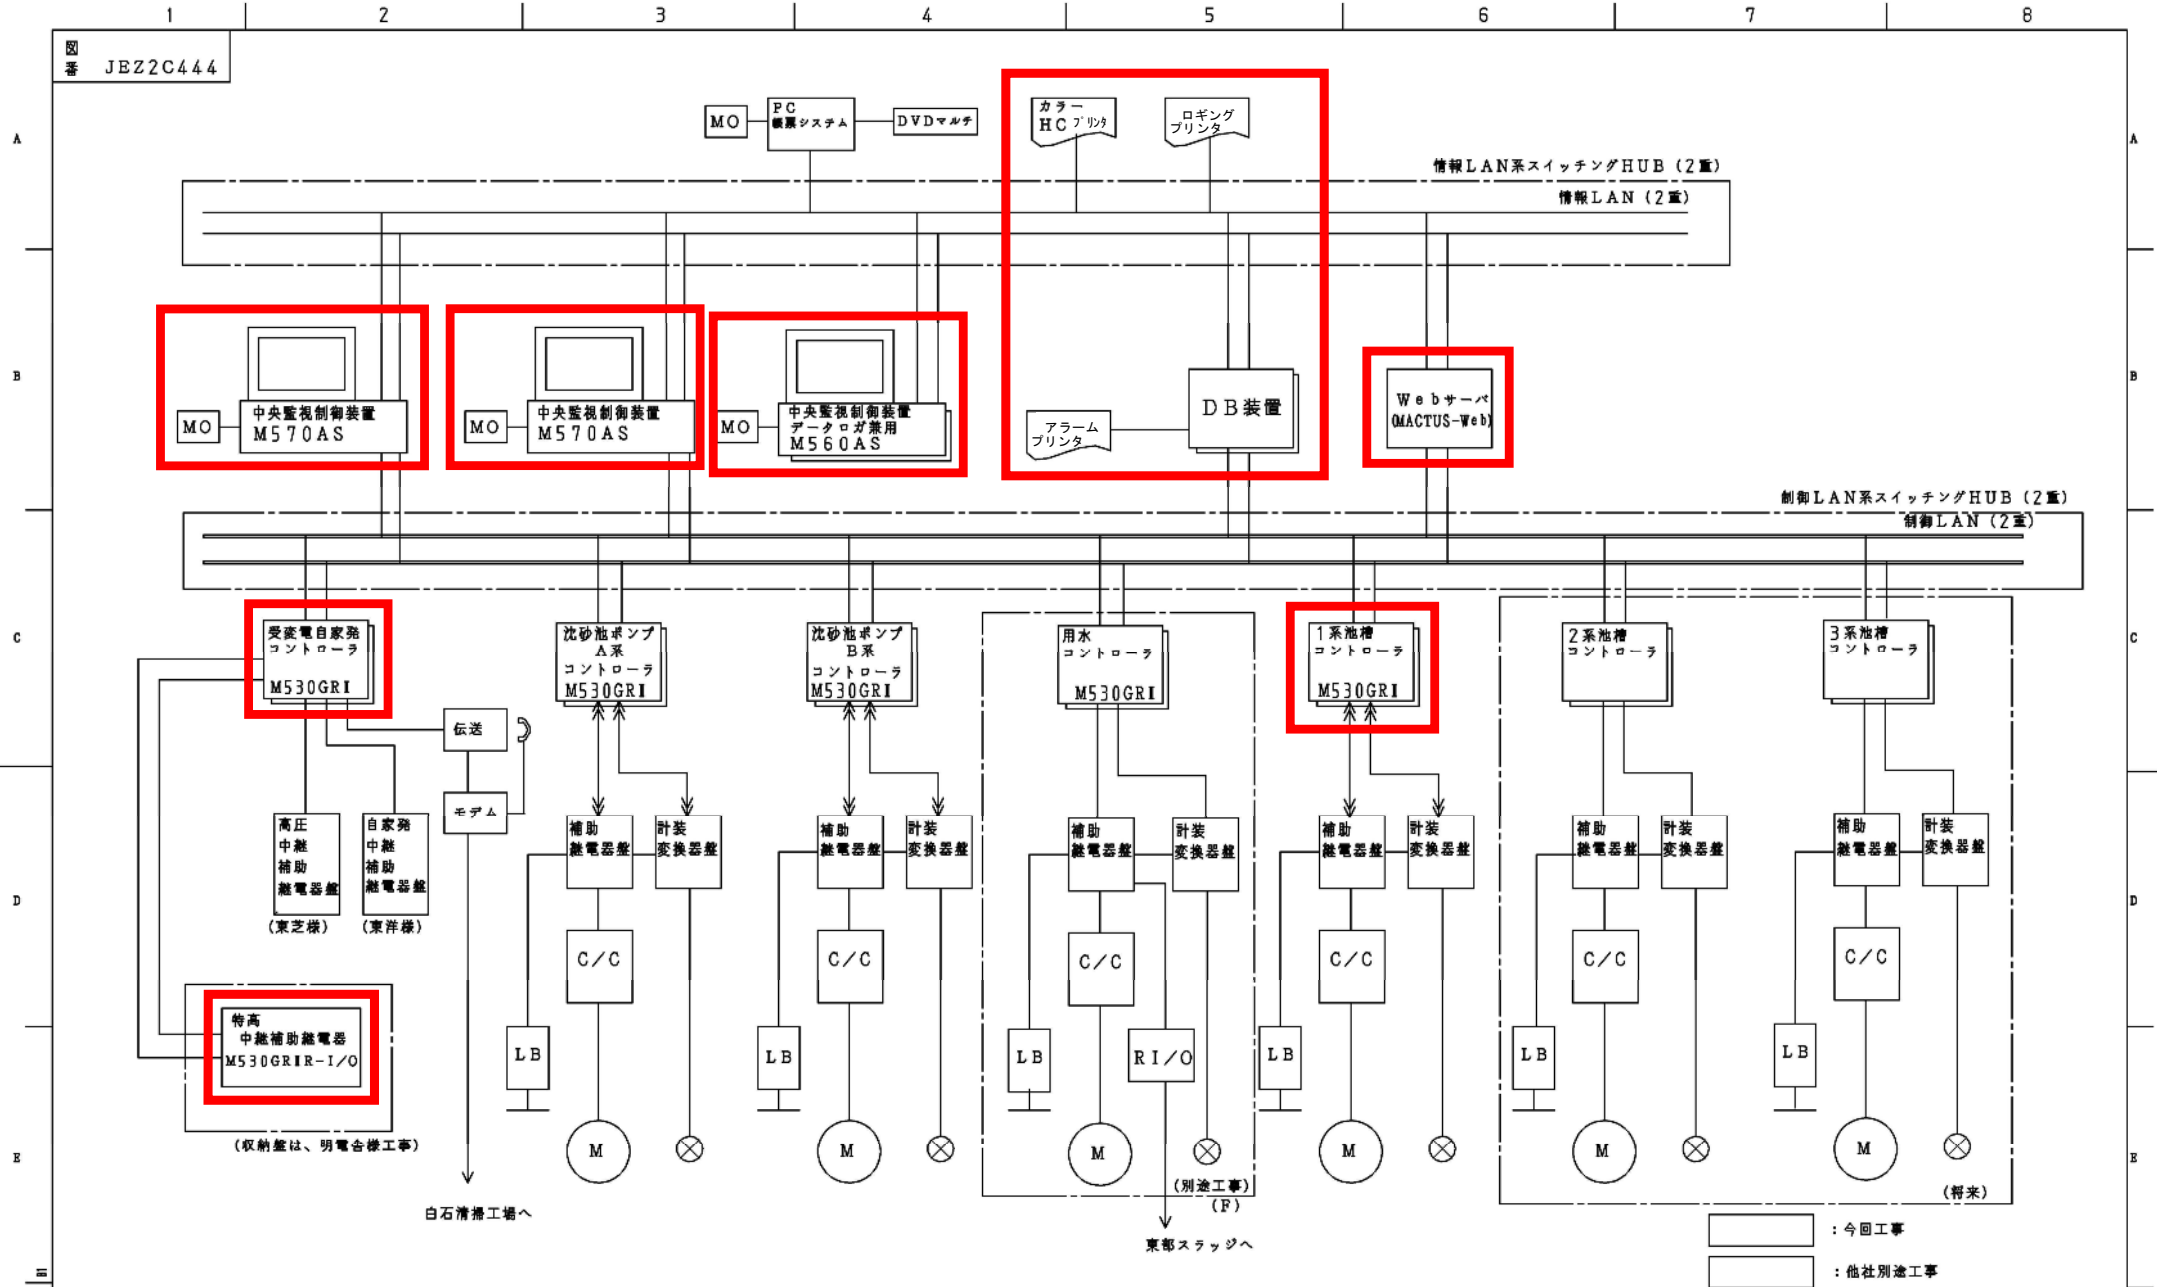 1 2 3 4 5 6 7 8
図番 JEZ2C444
A
A
MO
PC
帳票システム
DVDマルチ
カラー
HCプリンタ
ロギング
プリンタ
情報LAN系スイッチングHUB(2重)
情報LAN(2重)
B
B
MO
中央監視制御装置
M570AS
MO
中央監視制御装置
M570AS
MO
中央監視制御装置
データロガ兼用
M560AS
アラーム
プリンタ
DB装置
Webサーバ
(MACTUS-Web)
制御LAN系スイッチングHUB(2重)
制御LAN(2重)
C
C
受変電自家発
コントローラ
M530GRⅡ
沈砂池ポンプ
A系
コントローラ
M530GRⅡ
沈砂池ポンプ
B系
コントローラ
M530GRⅡ
用水
コントローラ
M530GRⅡ
1系池槽
コントローラ
M530GRⅡ
2系池槽
コントローラ
3系池槽
コントローラ
伝送
モデム
高圧
中継
補助
継電器盤
(東芝様)
自家発
中継
補助
継電器盤
(東洋様)
補助
継電器盤
計装
変換器盤
補助
継電器盤
計装
変換器盤
補助
継電器盤
計装
変換器盤
補助
継電器盤
計装
変換器盤
補助
継電器盤
計装
変換器盤
補助
継電器盤
計装
変換器盤
D
D
C/C
C/C
C/C
C/C
C/C
C/C
特高
中継補助継電器
M530GRⅡR-I/O
(収納盤は、明電舎様工事)
LB
LB
LB
RI/O
LB
LB
LB
E
E
M
M
M
M
M
M
(別途工事)
(F)
(将来)
白石清掃工場へ
東部スラッジへ
:今回工事
:他社別途工事